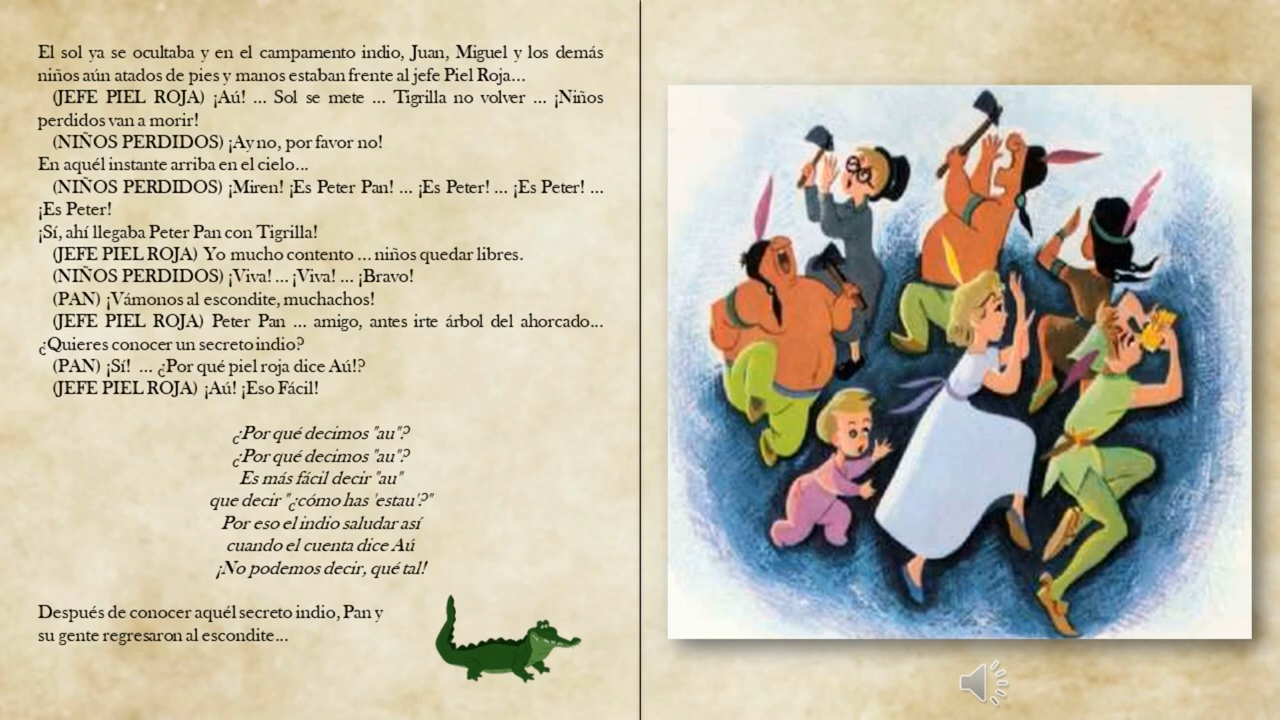 El sol ya se ocultaba y en el campamento indio, Juan, Miguel y los demás
niños aún atados de pies y manos estaban frente al jefe Piel Roja...
(JEFE PIEL ROJA) ¡Aú! ... Sol se mete ... Tigrilla no volver ... ¡Niños
perdidos van a morir!
(NIÑOS PERDIDOS) ¡Ay no, por favor no!
En aquél instante arriba en el cielo...
(NIÑOS PERDIDOS) ¡Miren! ¡Es Peter Pan! ... ¡Es Peter! ... ¡Es Peter! ...
¡Es Peter!
¡Sí, ahí llegaba Peter Pan con Tigrilla!
(JEFE PIEL ROJA) Yo mucho contento ... niños quedar libres.
(NIÑOS PERDIDOS) ¡Viva! ... ¡Viva! ... ¡Bravo!
(PAN) ¡Vámonos al escondite, muchachos!
(JEFE PIEL ROJA) Peter Pan ... amigo, antes irte árbol del ahorcado...
¿Quieres conocer un secreto indio?
(PAN) ¡Sí! ... ¿Por qué piel roja dice Aú!?
(JEFE PIEL ROJA) ¡Aú! ¡Eso Fácil!
¿Por qué decimos "au"?
¿Por qué decimos "au"?
Es más fácil decir "au"
que decir "¿cómo has 'estau'?"
Por eso el indio saludar así
cuando el cuenta dice Aú
¡No podemos decir, qué tal!
Después de conocer aquél secreto indio, Pan y
su gente regresaron al escondite...